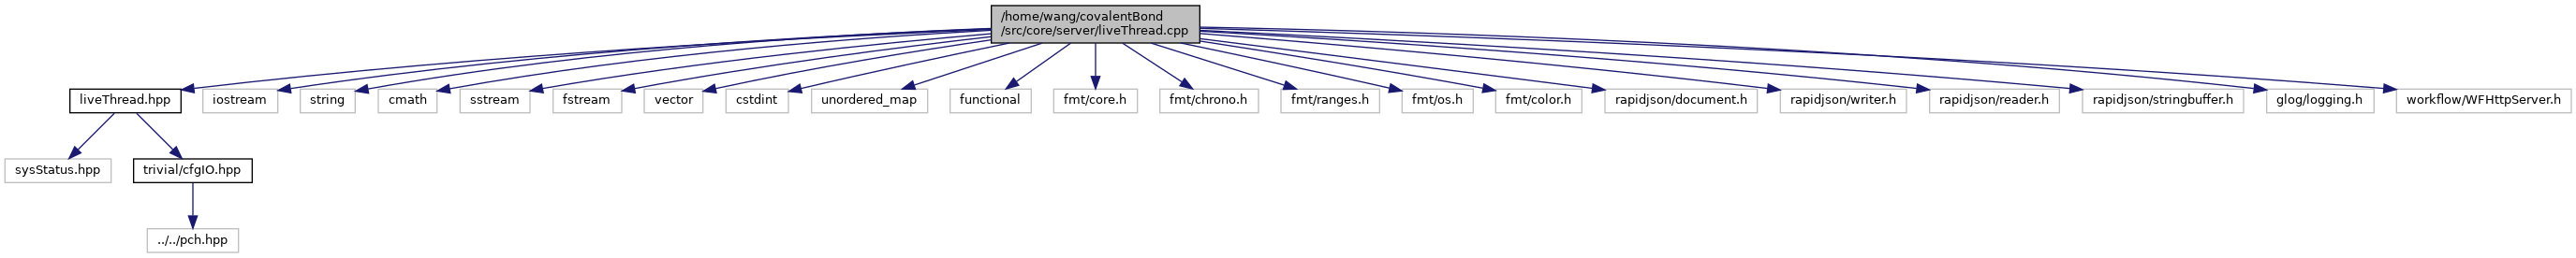 /home/wang/covalentBond
/src/core/server/liveThread.cpp
liveThread.hpp
iostream
string
cmath
sstream
fstream
vector
cstdint
unordered_map
functional
fmt/core.h
fmt/chrono.h
fmt/ranges.h
fmt/os.h
fmt/color.h
rapidjson/document.h
rapidjson/writer.h
rapidjson/reader.h
rapidjson/stringbuffer.h
glog/logging.h
workflow/WFHttpServer.h
sysStatus.hpp
trivial/cfgIO.hpp
../../pch.hpp